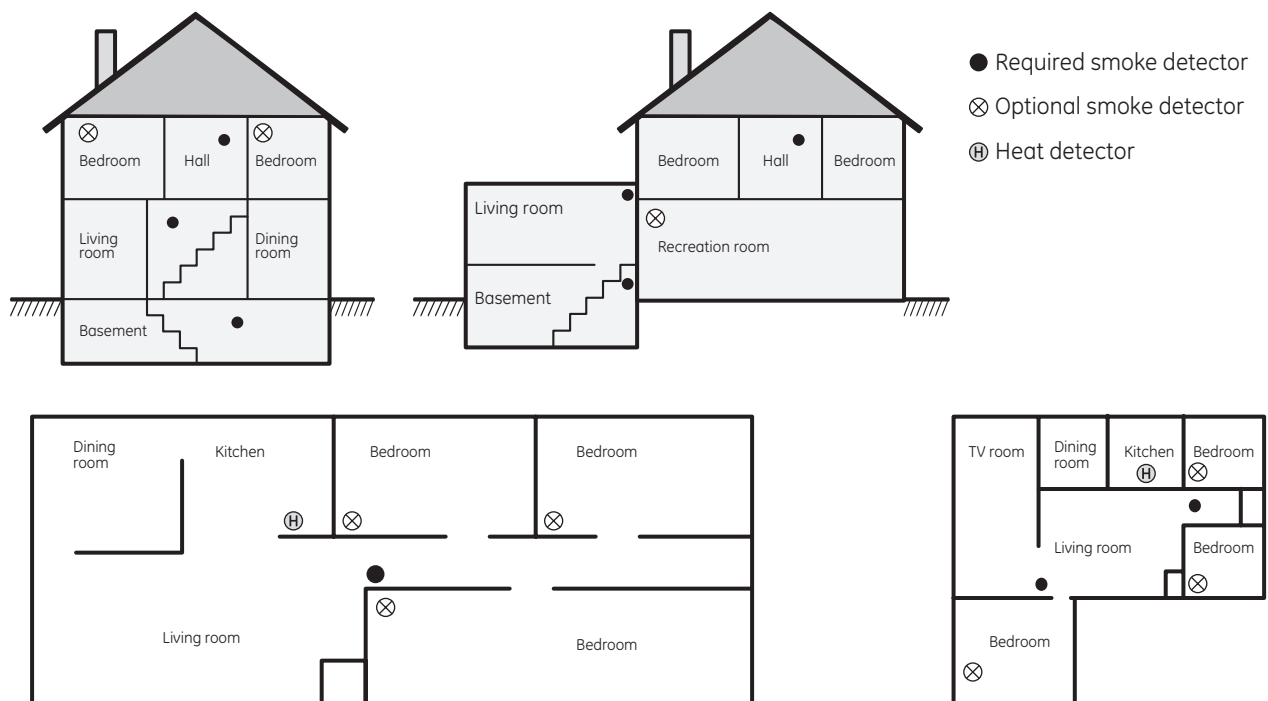 Required smoke detector
Optional smoke detector
H Heat detector
Bedroom
Hall
Bedroom
Living
room
Dining
room
Basement
Bedroom
Hall
Bedroom
Living room
Recreation room
Basement
Dining
room
Kitchen
Bedroom
Bedroom
H
Living room
Bedroom
TV room
Dining
room
Kitchen
Bedroom
H
Living room
Bedroom
Bedroom